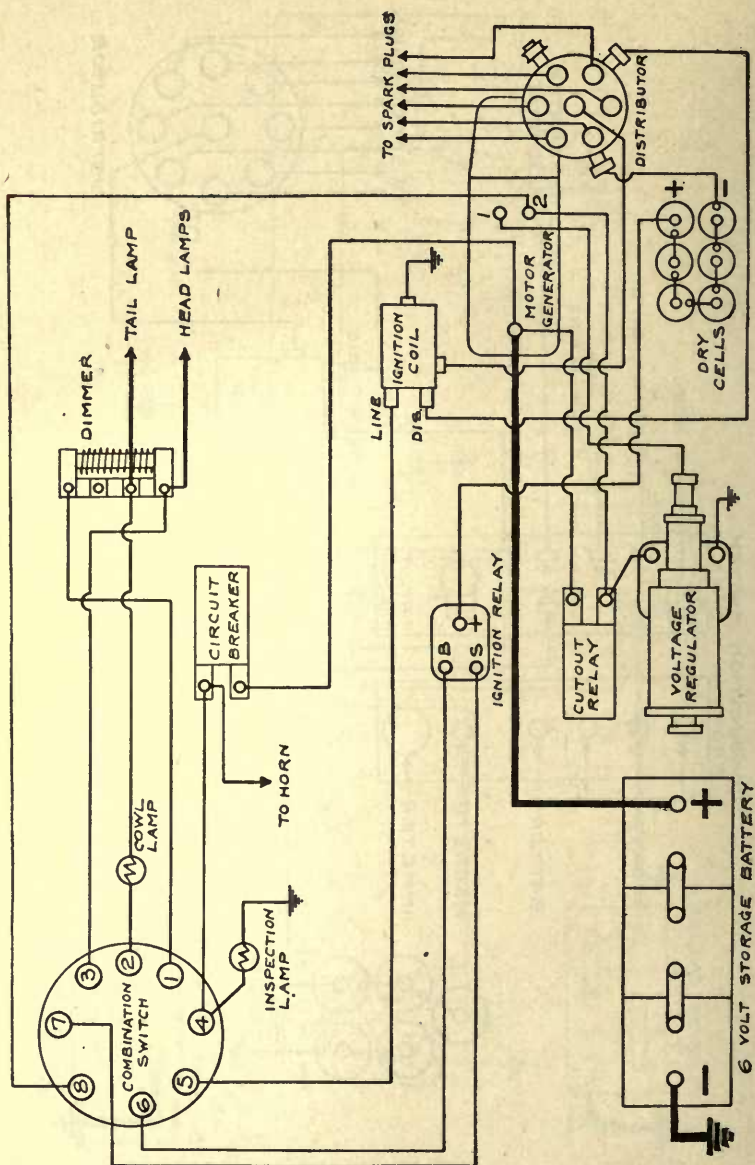 TO SPARK PLUGS
DISTRIBUTOR
TAIL LAMP
HEAD LAMPS
DIMMER
1
2
MOTOR
GENERATOR
IGNITION
COIL
LINE
DIS.
+
−
DRY
CELLS
CIRCUIT
BREAKER
TO HORN
COWL
LAMP
INSPECTION
LAMP
COMBINATION
SWITCH
1
2
3
4
5
6
7
8
B
+
S
IGNITION RELAY
CUTOUT
RELAY
VOLTAGE
REGULATOR
+
−
6 VOLT STORAGE BATTERY